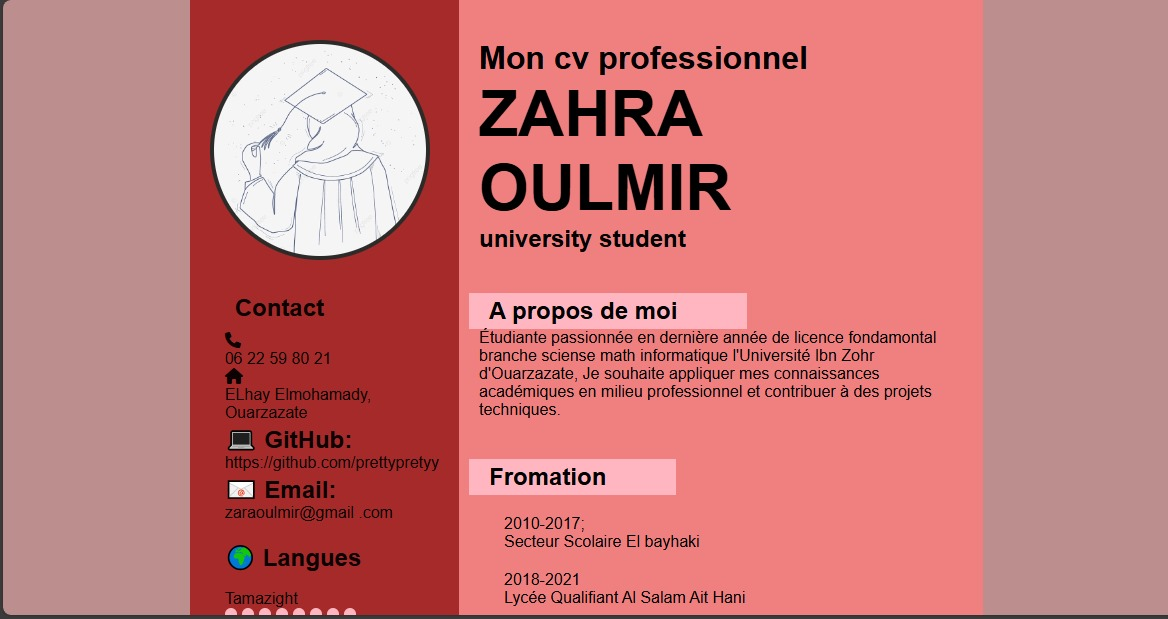 Mon cv professionnel
ZAHRA
OULMIR
university student
Contact
06 22 59 80 21
ELhay Elmohamady,
Ouarzazate
GitHub:
https://github.com/prettypretyy
Email:
zaraoulmir@gmail .com
Langues
Tamazight
A propos de moi
Étudiante passionnée en dernière année de licence fondamontal
branche sciense math informatique l'Université Ibn Zohr
d'Ouarzazate, Je souhaite appliquer mes connaissances
académiques en milieu professionnel et contribuer à des projets
techniques.
Fromation
2010-2017;
Secteur Scolaire El bayhaki
2018-2021
Lycée Qualifiant Al Salam Ait Hani